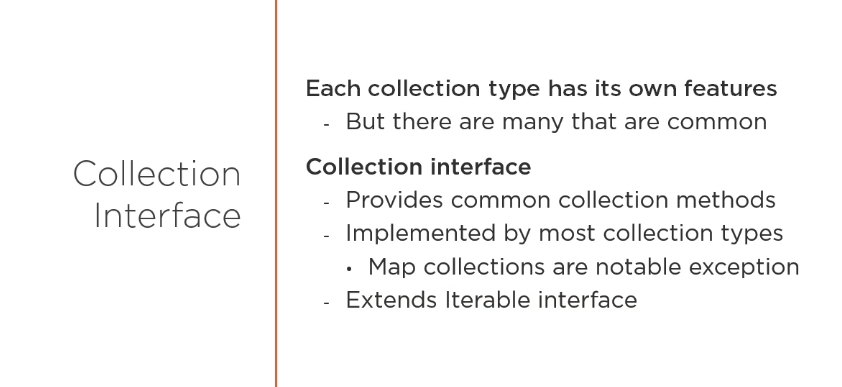 Collection
Interface
Each collection type has its own features
- But there are many that are common
Collection interface
- Provides common collection methods
- Implemented by most collection types
• Map collections are notable exception
- Extends Iterable interface